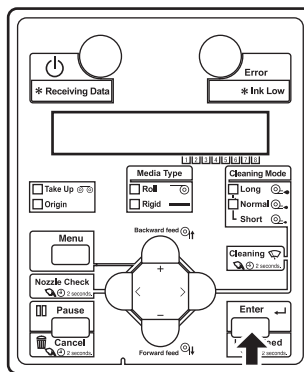 Error
* Receiving Data
* Ink Low
1 2 3 4 5 6 7 8
Media Type
Cleaning Mode
Take Up
Origin
Roll
Rigid
Long
Normal
Short
Menu
Backward feed
Cleaning
2 seconds.
Nozzle Check
2 seconds.
+
< >
−
Pause
Cancel
2 seconds.
Forward feed
Enter
2 seconds.